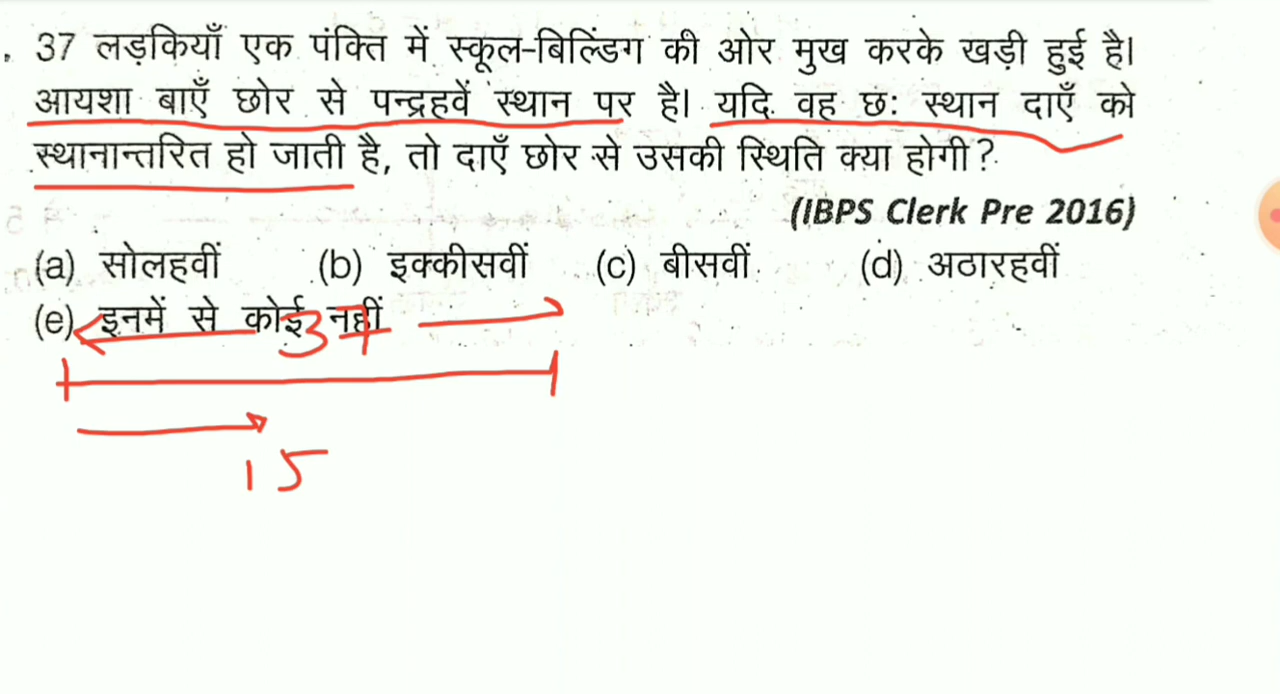 . 37 लड़कियाँ एक पंक्ति में स्कूल-बिल्डिंग की ओर मुख करके खड़ी हुई है।
आयशा बाएँ छोर से पन्द्रहवें स्थान पर है। यदि वह छः स्थान दाएँ को
स्थानान्तरित हो जाती है, तो दाएँ छोर से उसकी स्थिति क्या होगी?
(IBPS Clerk Pre 2016)
(a) सोलहवीं (b) इक्कीसवीं (c) बीसवीं (d) अठारहवीं
(e) इनमें से कोई नहीं
37
15